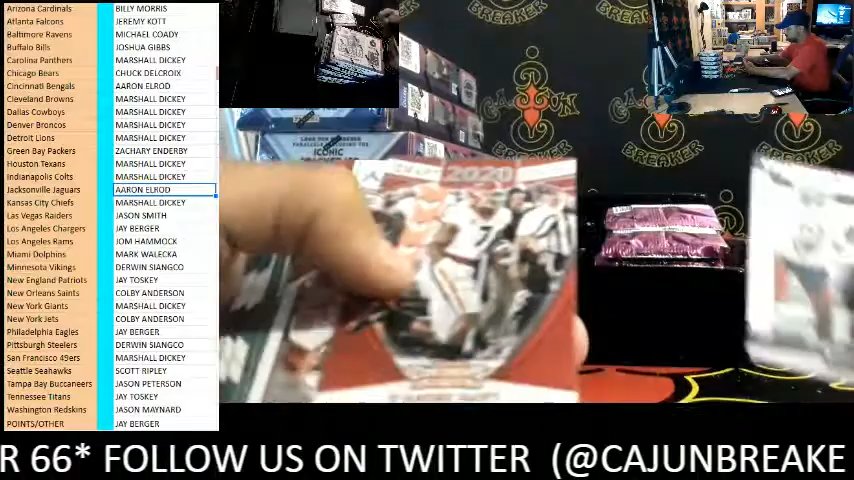 Arizona Cardinals BILLY MORRIS
Atlanta Falcons JEREMY KOTT
Baltimore Ravens MICHAEL COADY
Buffalo Bills JOSHUA GIBBS
Carolina Panthers MARSHALL DICKEY
Chicago Bears CHUCK DELCROIX
Cincinnati Bengals AARON ELROD
Cleveland Browns MARSHALL DICKEY
Dallas Cowboys MARSHALL DICKEY
Denver Broncos MARSHALL DICKEY
Detroit Lions MARSHALL DICKEY
Green Bay Packers ZACHARY ENDERBY
Houston Texans MARSHALL DICKEY
Indianapolis Colts MARSHALL DICKEY
Jacksonville Jaguars AARON ELROD
Kansas City Chiefs MARSHALL DICKEY
Las Vegas Raiders JASON SMITH
Los Angeles Chargers JAY BERGER
Los Angeles Rams JOM HAMMOCK
Miami Dolphins MARK WALECKA
Minnesota Vikings DERWIN SIANGCO
New England Patriots JAY TOSKEY
New Orleans Saints COLBY ANDERSON
New York Giants MARSHALL DICKEY
New York Jets COLBY ANDERSON
Philadelphia Eagles JAY BERGER
Pittsburgh Steelers DERWIN SIANGCO
San Francisco 49ers MARSHALL DICKEY
Seattle Seahawks SCOTT RIPLEY
Tampa Bay Buccaneers JASON PETERSON
Tennessee Titans JAY TOSKEY
Washington Redskins JASON MAYNARD
POINTS/OTHER JAY BERGER
BREAKER
BREAKER
CAJUN
BREAKER
BREAKER
ICONIC
2020
R 66* FOLLOW US ON TWITTER (@CAJUNBREAKE